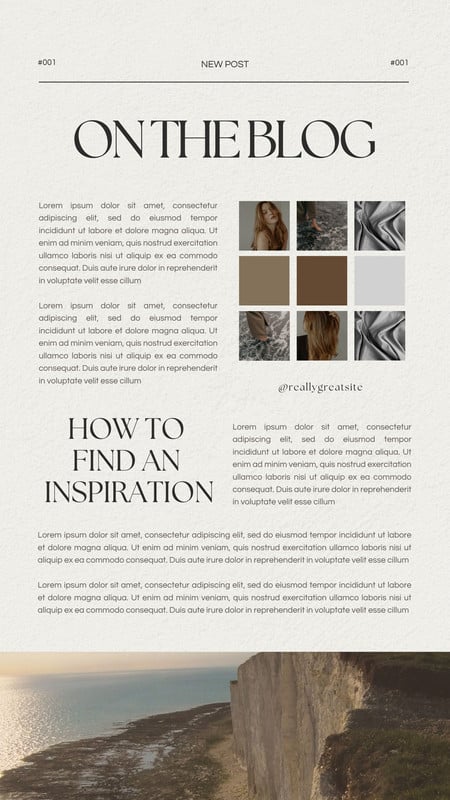 #001
NEW POST
#001
ON THE BLOG
Lorem ipsum dolor sit amet, consectetur
adipiscing elit, sed do eiusmod tempor
incididunt ut labore et dolore magna aliqua. Ut
enim ad minim veniam, quis nostrud exercitation
ullamco laboris nisi ut aliquip ex ea commodo
consequat. Duis aute irure dolor in reprehenderit
in voluptate velit esse cillum
Lorem ipsum dolor sit amet, consectetur
adipiscing elit, sed do eiusmod tempor
incididunt ut labore et dolore magna aliqua. Ut
enim ad minim veniam, quis nostrud exercitation
ullamco laboris nisi ut aliquip ex ea commodo
consequat. Duis aute irure dolor in reprehenderit
in voluptate velit esse cillum
@reallygreatsite
HOW TO
FIND AN
INSPIRATION
Lorem ipsum dolor sit amet, consectetur
adipiscing elit, sed do eiusmod tempor
incididunt ut labore et dolore magna aliqua. Ut
enim ad minim veniam, quis nostrud exercitation
ullamco laboris nisi ut aliquip ex ea commodo
consequat. Duis aute irure dolor in reprehenderit
in voluptate velit esse cillum
Lorem ipsum dolor sit amet, consectetur adipiscing elit, sed do eiusmod tempor incididunt ut labore
et dolore magna aliqua. Ut enim ad minim veniam, quis nostrud exercitation ullamco laboris nisi ut
aliquip ex ea commodo consequat. Duis aute irure dolor in reprehenderit in voluptate velit esse cillum
Lorem ipsum dolor sit amet, consectetur adipiscing elit, sed do eiusmod tempor incididunt ut labore
et dolore magna aliqua. Ut enim ad minim veniam, quis nostrud exercitation ullamco laboris nisi ut
aliquip ex ea commodo consequat. Duis aute irure dolor in reprehenderit in voluptate velit esse cillum